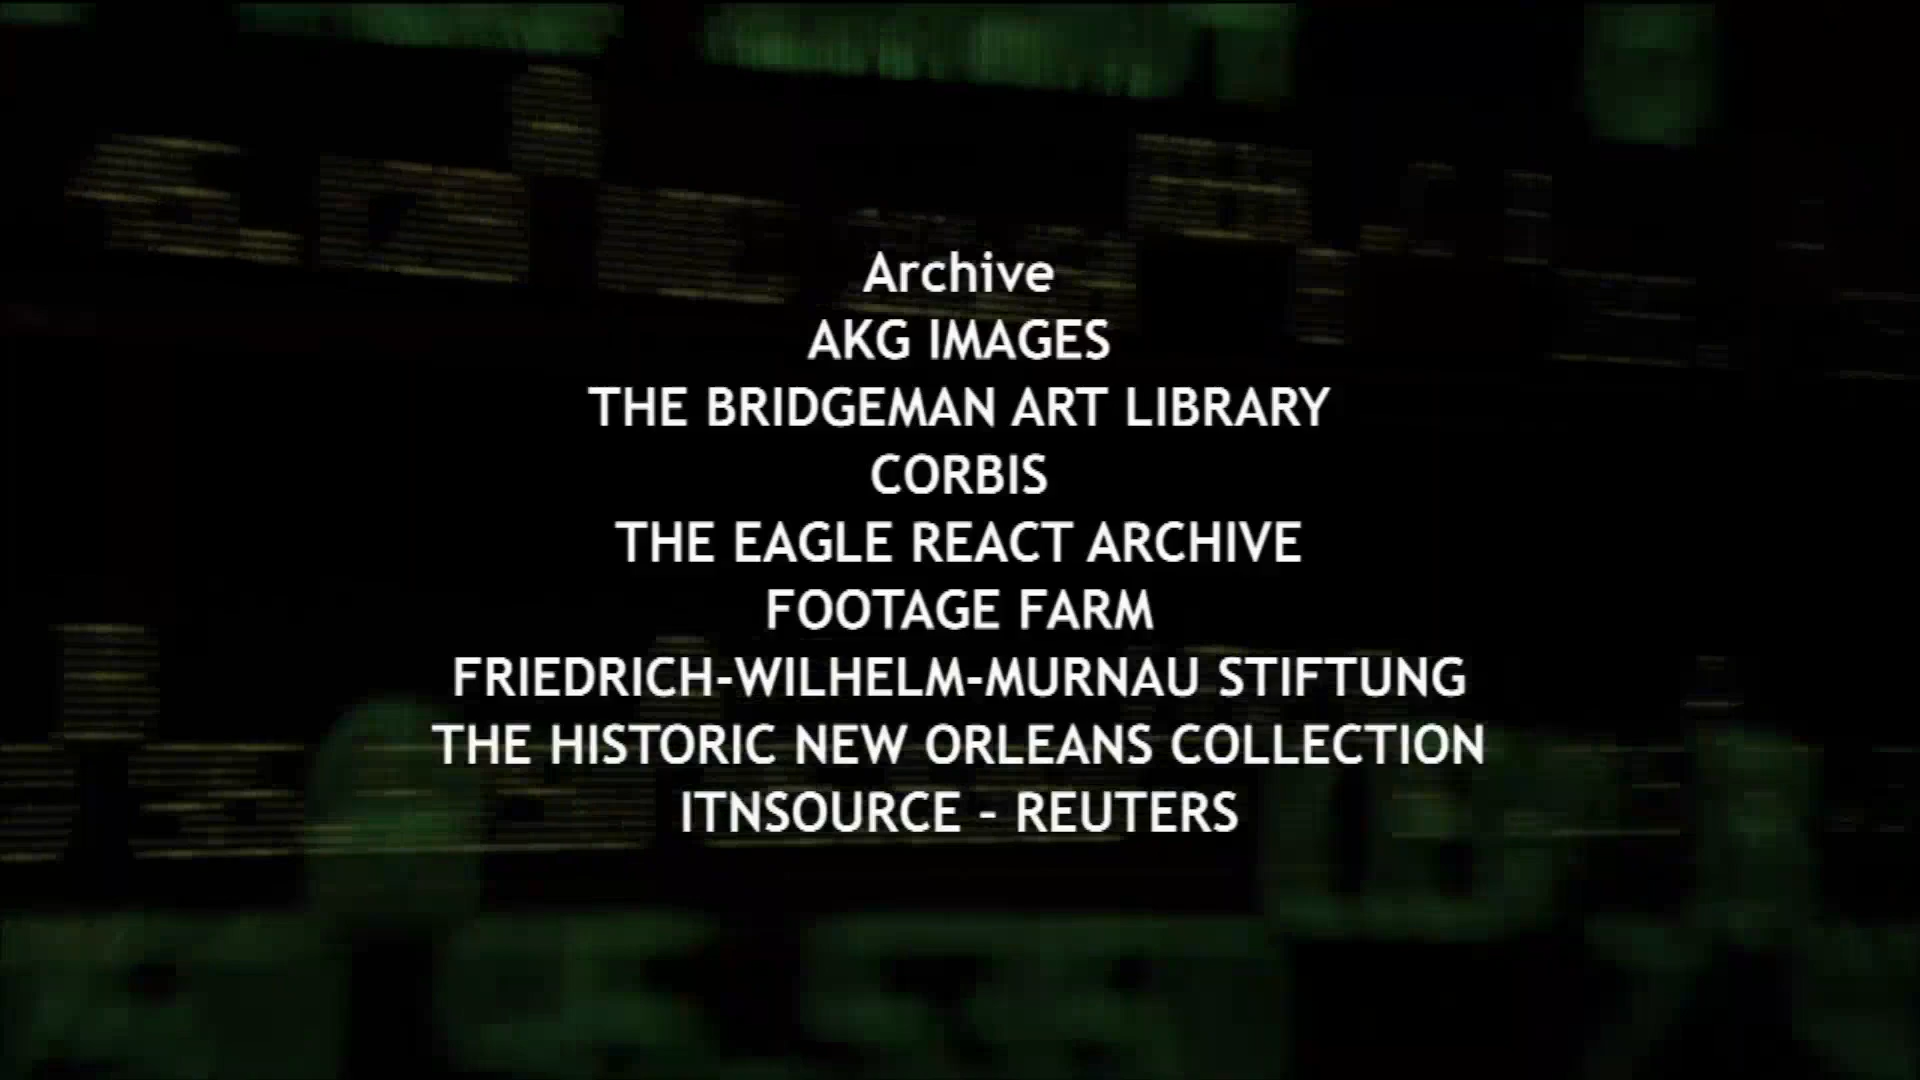 Archive
AKG IMAGES
THE BRIDGEMAN ART LIBRARY
CORBIS
THE EAGLE REACT ARCHIVE
FOOTAGE FARM
FRIEDRICH-WILHELM-MURNAU STIFTUNG
THE HISTORIC NEW ORLEANS COLLECTION
ITNSOURCE – REUTERS